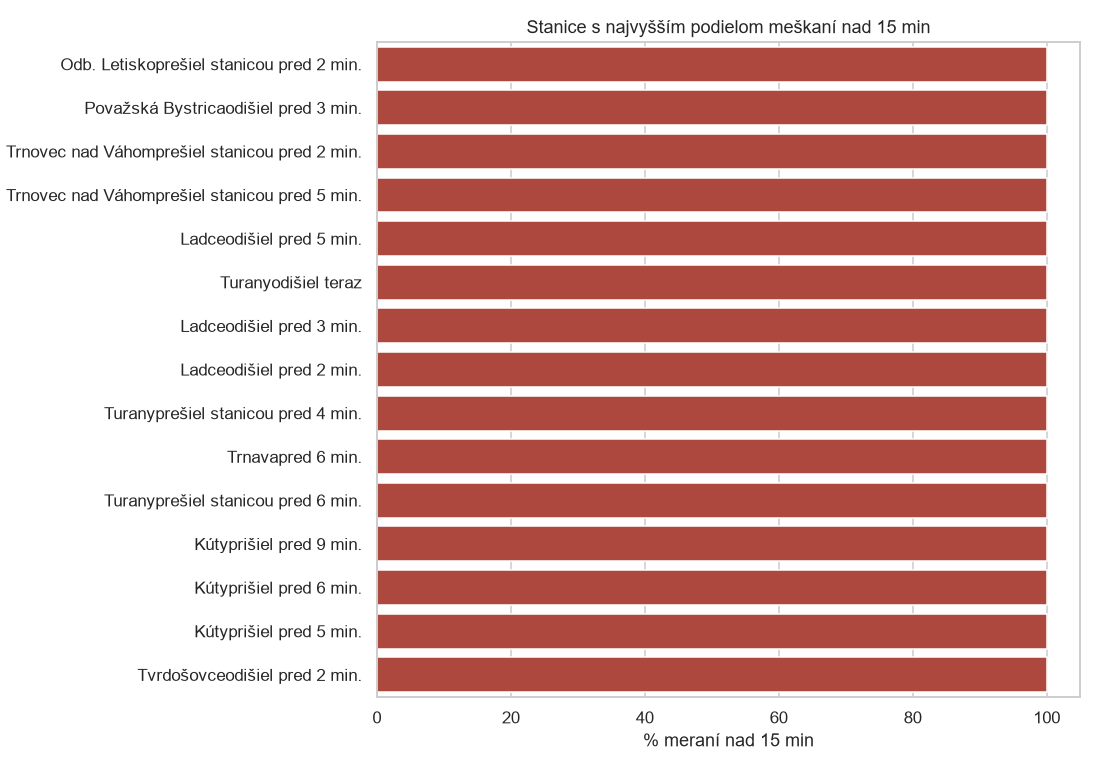 Stanice s najvyšším podielom meškaní nad 15 min
Odb. Letiskoprešiel stanicou pred 2 min.
Považská Bystricaodišiel pred 3 min.
Trnovec nad Váhomprešiel stanicou pred 2 min.
Trnovec nad Váhomprešiel stanicou pred 5 min.
Ladceodišiel pred 5 min.
Turanyodišiel teraz
Ladceodišiel pred 3 min.
Ladceodišiel pred 2 min.
Turanyprešiel stanicou pred 4 min.
Trnavapred 6 min.
Turanyprešiel stanicou pred 6 min.
Kútyprišiel pred 9 min.
Kútyprišiel pred 6 min.
Kútyprišiel pred 5 min.
Tvrdošovceodišiel pred 2 min.
0 20 40 60 80 100
% meraní nad 15 min